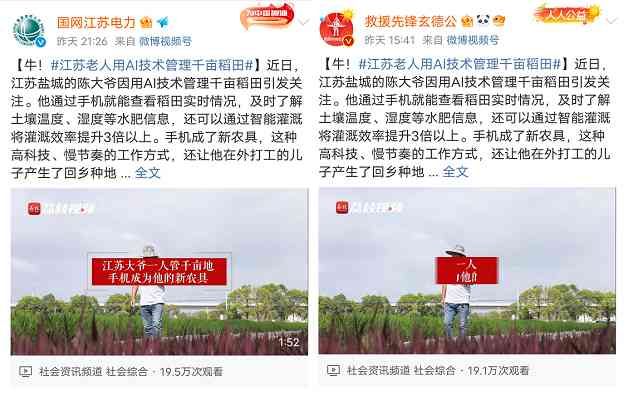 国网江苏电力
为中国加油
昨天 21:26 来自 微博视频号
【牛！#江苏老人用AI技术管理千亩稻田#】近日，
江苏盐城的陈大爷因用AI技术管理千亩稻田引发关
注。他通过手机就能查看稻田实时情况，及时了解
土壤温度、湿度等水肥信息，还可以通过智能灌溉
将灌溉效率提升3倍以上。手机成了新农具，这种
高科技、慢节奏的工作方式，还让他在外打工的儿
子产生了回乡种地 ... 全文
荔枝视频
江苏大爷一人管千亩地
手机成为他的新农具
1:52
社会资讯频道 社会综合 · 19.5万次观看
救援先锋玄德公
人人公益
昨天 15:41 来自 微博视频号
【牛！#江苏老人用AI技术管理千亩稻田#】近日，
江苏盐城的陈大爷因用AI技术管理千亩稻田引发关
注。他通过手机就能查看稻田实时情况，及时了解
土壤温度、湿度等水肥信息，还可以通过智能灌溉
将灌溉效率提升3倍以上。手机成了新农具，这种
高科技、慢节奏的工作方式，还让他在外打工的儿
子产生了回乡种地 ... 全文
荔枝视频
一人
为他的
社会资讯频道 社会综合 · 19.1万次观看